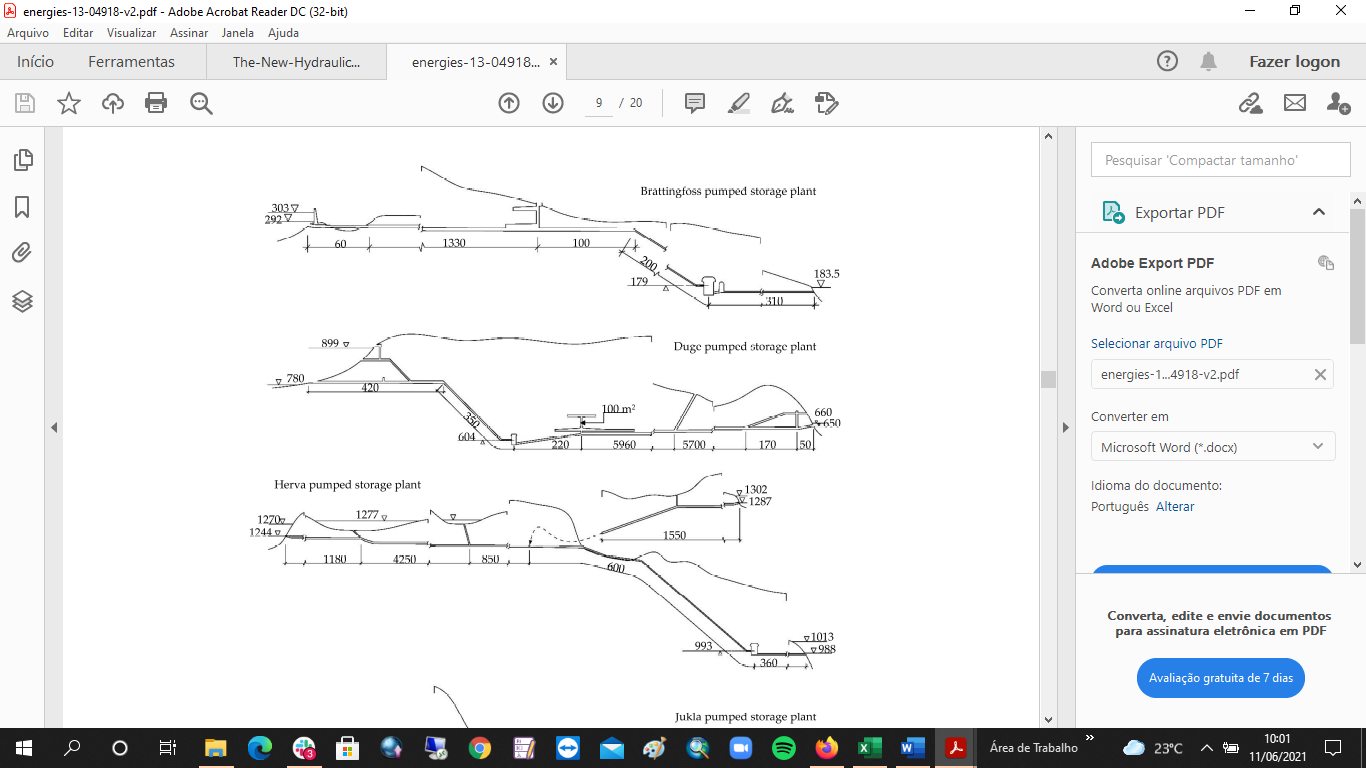 energies-13-04918-v2.pdf - Adobe Acrobat Reader DC (32-bit)
Arquivo Editar Visualizar Assinar Janela Ajuda
Início Ferramentas The-New-Hydraulic... energies-13-04918... × Fazer logon
9 / 20
Brattingfoss pumped storage plant
303
292
60 1330 100
200
179
183.5
310
Duge pumped storage plant
899
780
420
350
604
100 m²
660
650
220 5960 5700 170 50
Herva pumped storage plant
1302
1287
1270
1277
1244
1550
1180 4250 850
600
1013
993
988
360
Jukla pumped storage plant
Pesquisar 'Compactar tamanho'
Exportar PDF
Adobe Export PDF
Converta online arquivos PDF em
Word ou Excel
Selecionar arquivo PDF
energies-1...4918-v2.pdf
Converter em
Microsoft Word (*.docx)
Idioma do documento:
Português Alterar
Converta, edite e envie documentos
para assinatura eletrônica em PDF
Avaliação gratuita de 7 dias
3
Área de Trabalho
23°C
10:01
11/06/2021